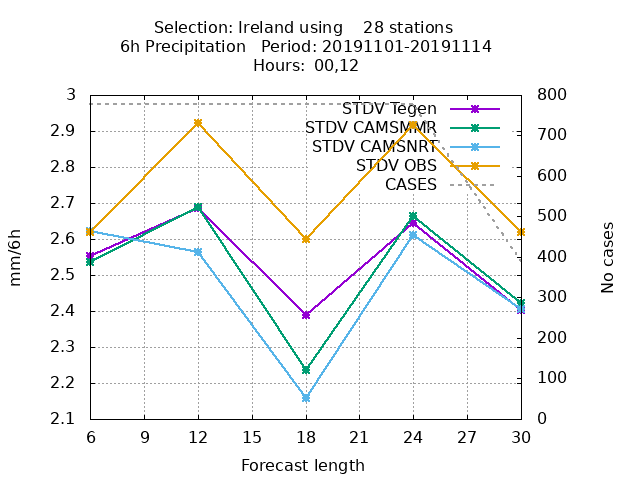 Selection: Ireland using 28 stations
6h Precipitation Period: 20191101-20191114
Hours: 00,12
3
2.9
2.8
2.7
2.6
2.5
2.4
2.3
2.2
2.1
mm/6h
STDV Tegen
STDV CAMSMMR
STDV CAMSNRT
STDV OBS
CASES
800
700
600
500
400
300
200
100
0
No cases
6 9 12 15 18 21 24 27 30
Forecast length